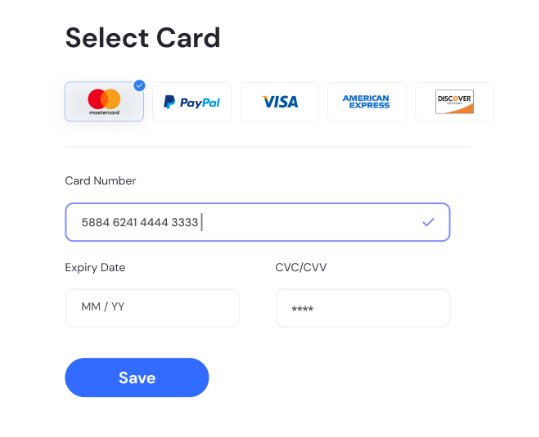 Select Card
mastercard PayPal VISA AMERICAN EXPRESS DISCOVER
Card Number
5884 6241 4444 3333
Expiry Date CVC/CVV
MM / YY ****
Save